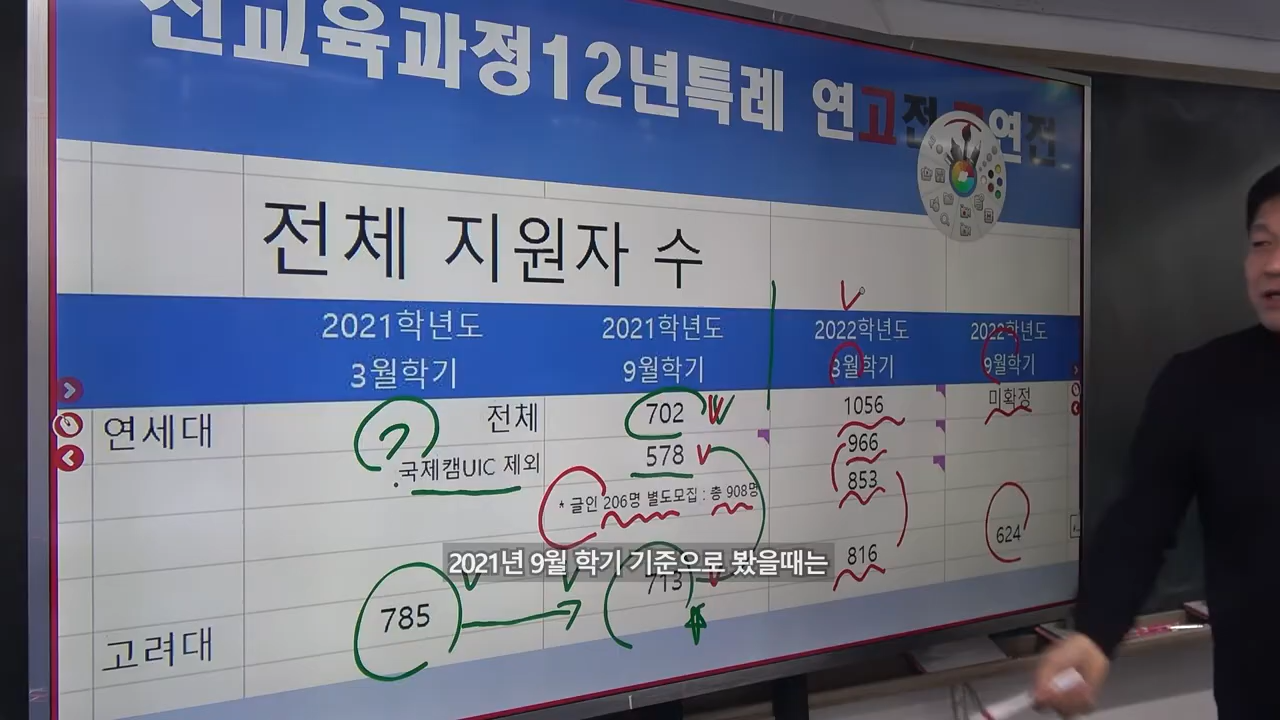 전교육과정12년특례 연고전 고연전
전체 지원자 수
2021학년도 2021학년도 2022학년도 2022학년도
3월학기 9월학기 3월학기 9월학기
연세대 ? 전체 702 1056 미확정
국제캠UIC 제외 578 966
* 글인 206명 별도모집 : 총 908명 853
고려대 785 713 816 624
2021년 9월 학기 기준으로 봤을때는